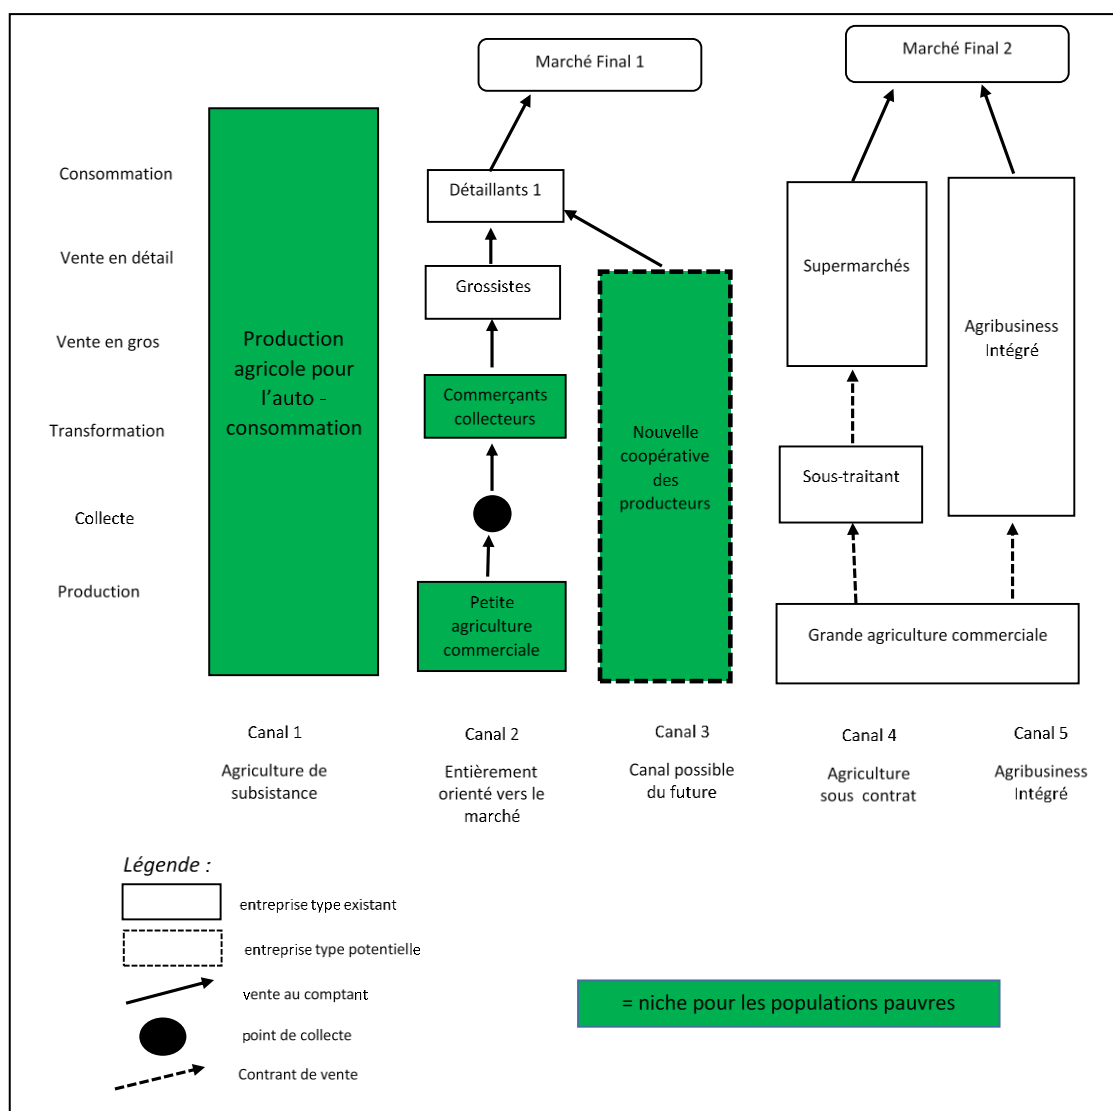 Marché Final 1
Marché Final 2
Consommation
Vente en détail
Vente en gros
Transformation
Collecte
Production
Production
agricole pour
l'auto -
consommation
Détaillants 1
Grossistes
Commerçants
collecteurs
Petite
agriculture
commerciale
Nouvelle
coopérative
des
producteurs
Supermarchés
Sous-traitant
Agribusiness
Intégré
Grande agriculture commerciale
Canal 1
Agriculture de
subsistance
Canal 2
Entièrement
orienté vers le
marché
Canal 3
Canal possible
du future
Canal 4
Agriculture
sous contrat
Canal 5
Agribusiness
Intégré
Légende :
entreprise type existant
entreprise type potentielle
vente au comptant
point de collecte
Contrant de vente
= niche pour les populations pauvres